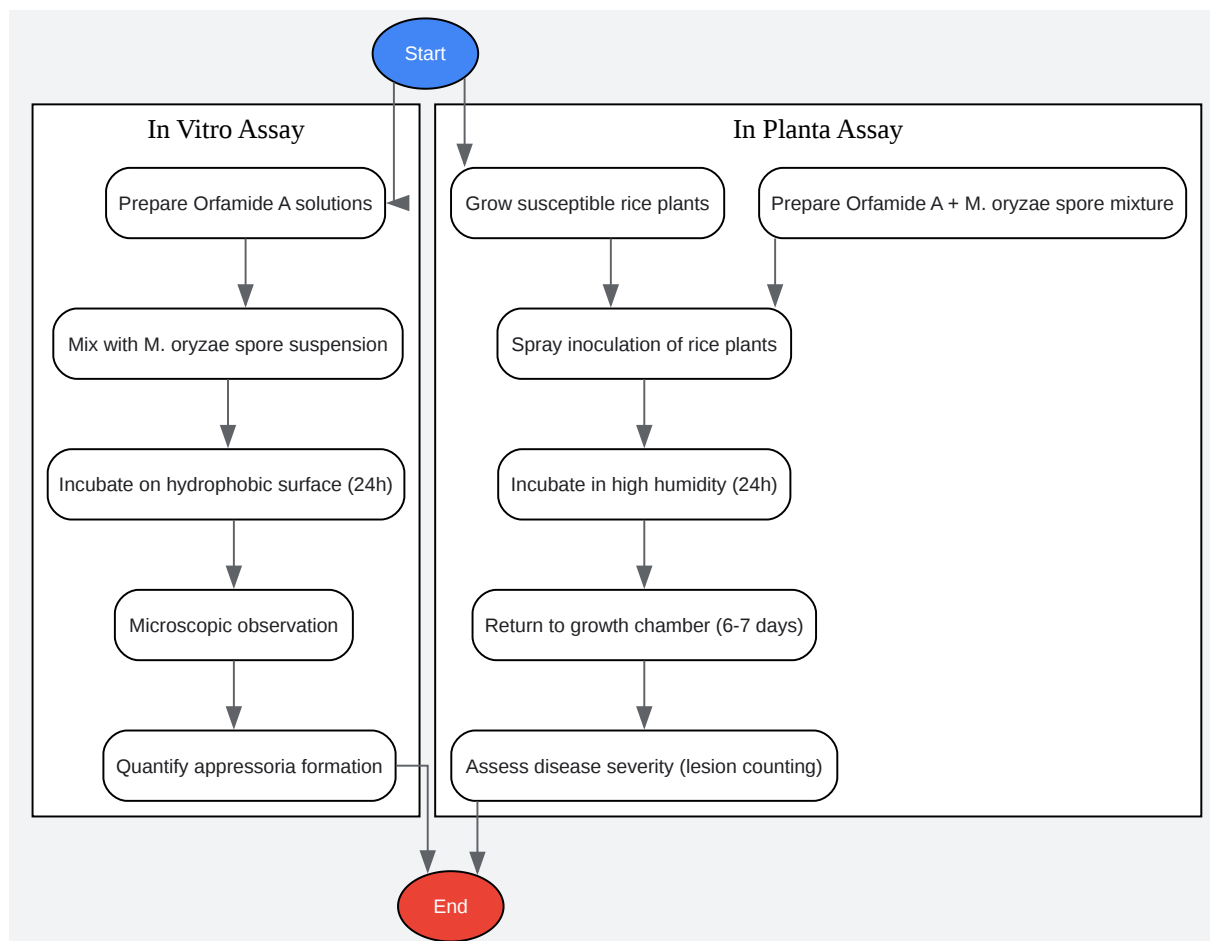 Start
In Vitro Assay
Prepare Orfamide A solutions
Mix with M. oryzae spore suspension
Incubate on hydrophobic surface (24h)
Microscopic observation
Quantify appressoria formation
In Planta Assay
Grow susceptible rice plants
Prepare Orfamide A + M. oryzae spore mixture
Spray inoculation of rice plants
Incubate in high humidity (24h)
Return to growth chamber (6-7 days)
Assess disease severity (lesion counting)
End